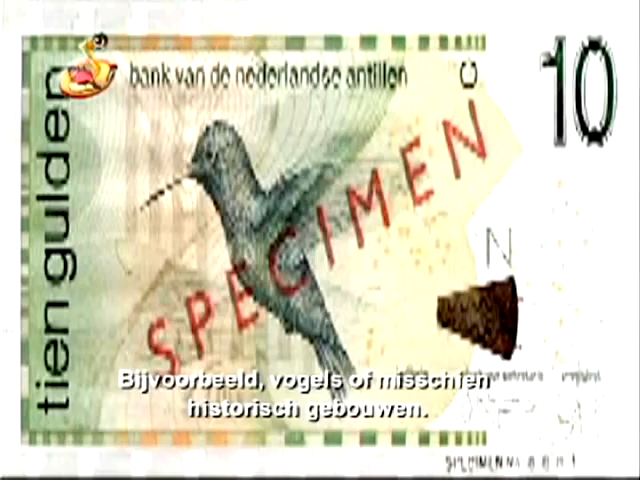 bank van de nederlandse antillen
10
tien gulden
SPECIMEN
Bijvoorbeeld, vogels of misschien
historisch gebouwen.